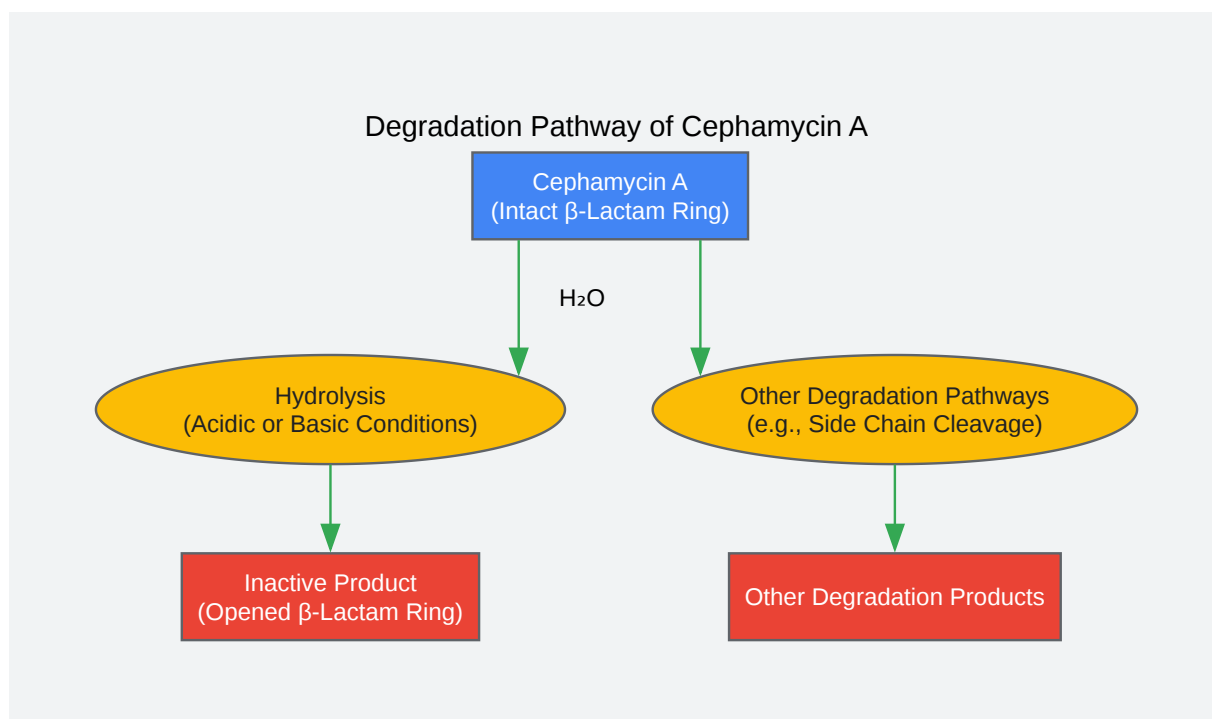 Degradation Pathway of Cephamycin A
Cephamycin A
(Intact β-Lactam Ring)
H₂O
Hydrolysis
(Acidic or Basic Conditions)
Other Degradation Pathways
(e.g., Side Chain Cleavage)
Inactive Product
(Opened β-Lactam Ring)
Other Degradation Products